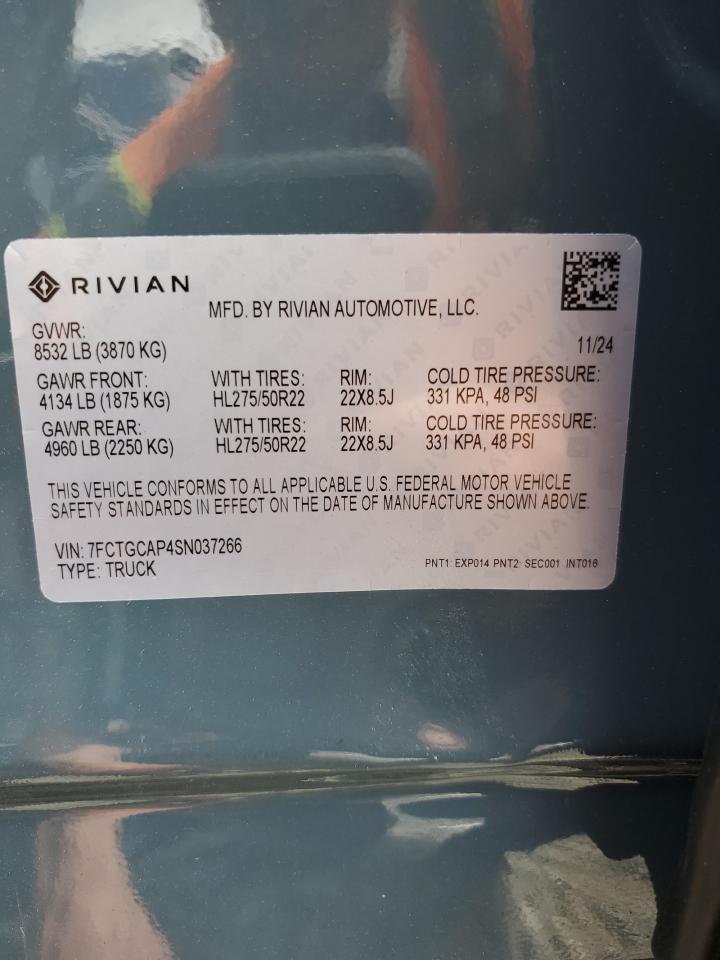 RIVIAN
MFD. BY RIVIAN AUTOMOTIVE, LLC.
GVWR:
8532 LB (3870 KG)
11/24
GAWR FRONT: WITH TIRES: RIM: COLD TIRE PRESSURE:
4134 LB (1875 KG) HL275/50R22 22X8.5J 331 KPA, 48 PSI
GAWR REAR: WITH TIRES: RIM: COLD TIRE PRESSURE:
4960 LB (2250 KG) HL275/50R22 22X8.5J 331 KPA, 48 PSI
THIS VEHICLE CONFORMS TO ALL APPLICABLE U.S. FEDERAL MOTOR VEHICLE
SAFETY STANDARDS IN EFFECT ON THE DATE OF MANUFACTURE SHOWN ABOVE.
VIN: 7FCTGCAP4SN037266
TYPE: TRUCK
PNT1: EXP014 PNT2: SEC001 INT016